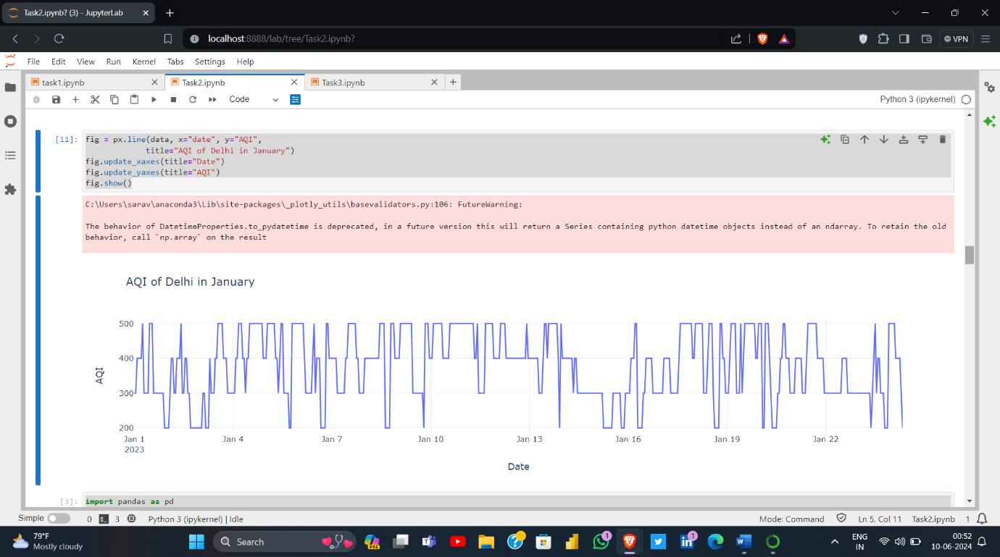 Task2.ipynb? (3) - JupyterLab
localhost:8888/lab/tree/Task2.ipynb?
VPN
File Edit View Run Kernel Tabs Settings Help
task1.ipynb
Task2.ipynb
Task3.ipynb
Code
Python 3 (ipykernel)
[11]:
fig = px.line(data, x="date", y="AQI",
title="AQI of Delhi in January")
fig.update_xaxes(title="Date")
fig.update_yaxes(title="AQI")
fig.show()
C:\Users\sarav\anaconda3\Lib\site-packages\_plotly_utils\basevalidators.py:106: FutureWarning:
The behavior of DatetimeProperties.to_pydatetime is deprecated, in a future version this will return a Series containing python datetime objects instead of an ndarray. To retain the old
behavior, call `np.array` on the result
AQI of Delhi in January
500
400
300
200
AQI
Jan 1 Jan 4 Jan 7 Jan 10 Jan 13 Jan 16 Jan 19 Jan 22
2023
Date
[3]:
import pandas as pd
Simple 0 $_ 3 Python 3 (ipykernel) | Idle
Mode: Command Ln 5, Col 11 Task2.ipynb 1
79°F
Mostly cloudy
Search
PRE
1
1
ENG
IN
00:52
10-06-2024